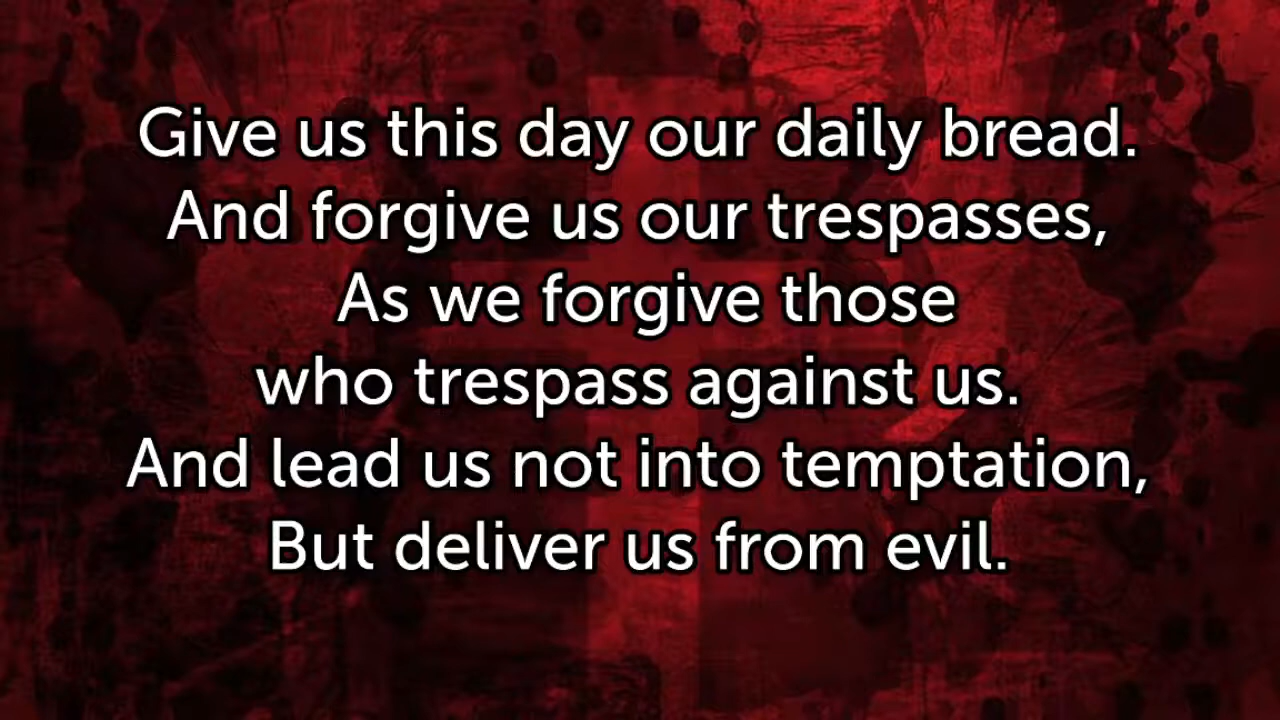 Give us this day our daily bread.
And forgive us our trespasses,
As we forgive those
who trespass against us.
And lead us not into temptation,
But deliver us from evil.